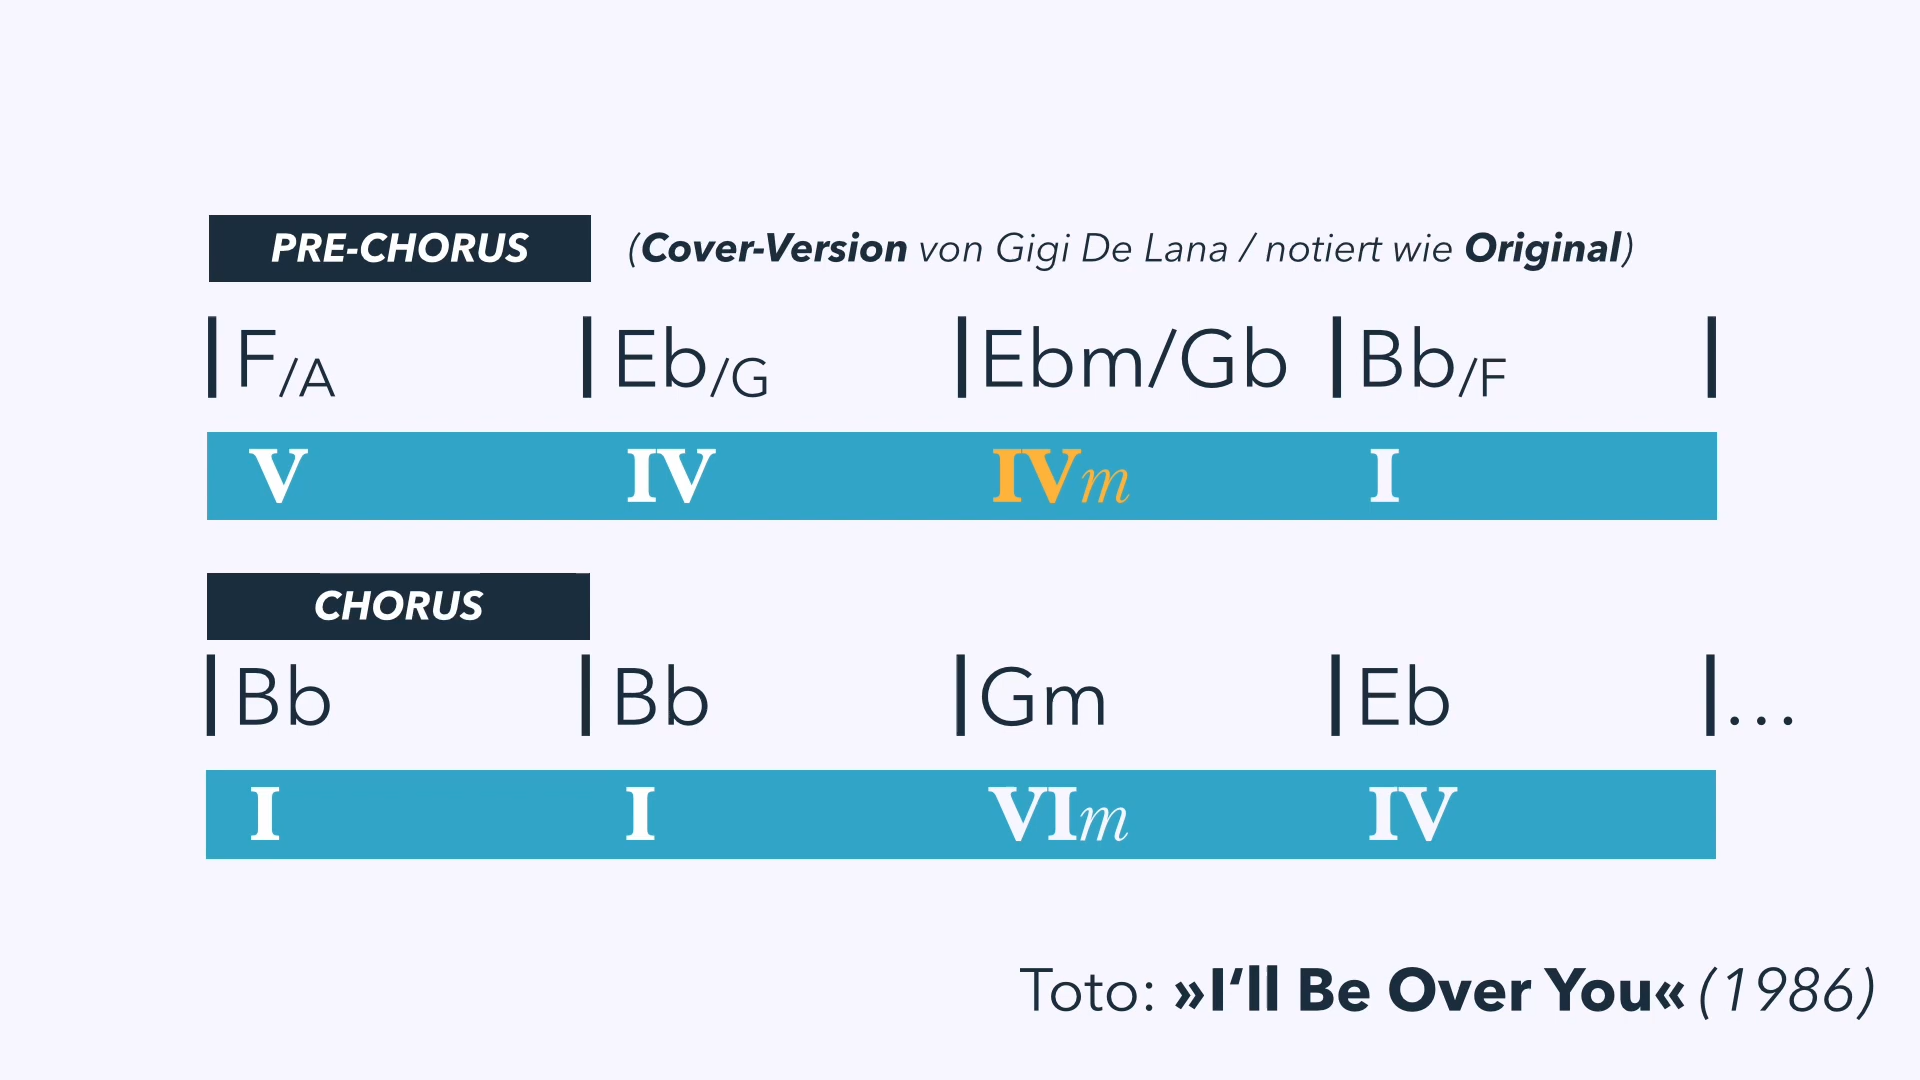 PRE-CHORUS (Cover-Version von Gigi De Lana / notiert wie Original)
| F/A | Eb/G | Ebm/Gb | Bb/F |
V IV IVm I
CHORUS
| Bb | Bb | Gm | Eb | ...
I I VIm IV
Toto: »I‘ll Be Over You« (1986)